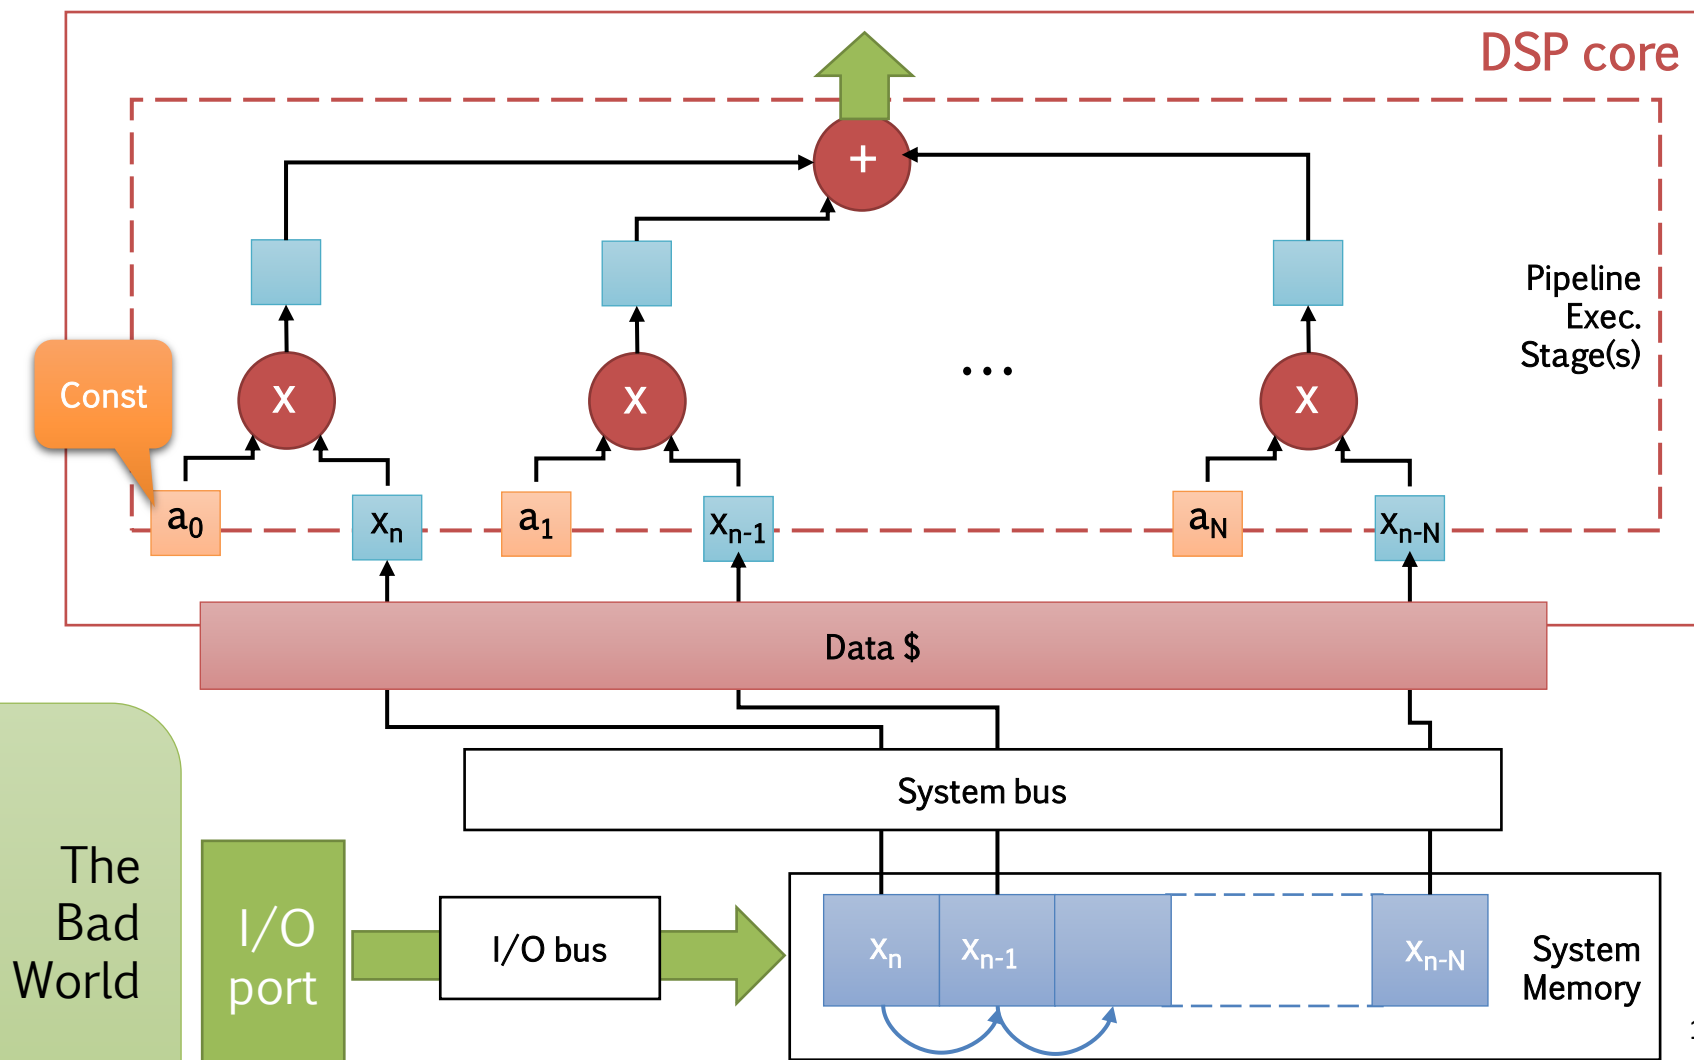 DSP core
+
Pipeline
Exec.
Stage(s)
Const
X
X
...
X
a0
xn
a1
xn-1
aN
xn-N
Data $
System bus
The
Bad
World
I/O
port
I/O bus
xn
xn-1
xn-N
System
Memory